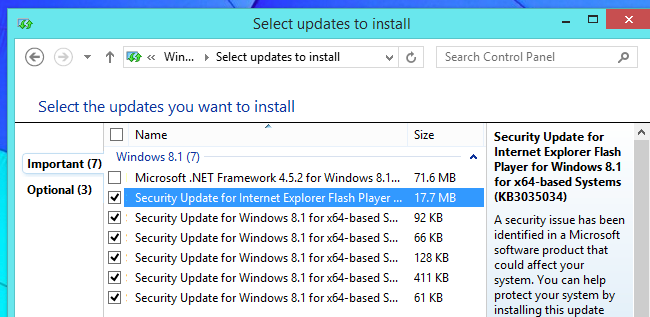 Select updates to install
« Win... Select updates to install
Search Control Panel
Select the updates you want to install
Important (7)
Optional (3)
Name Size
Windows 8.1 (7)
Microsoft .NET Framework 4.5.2 for Windows 8.1... 71.6 MB
Security Update for Internet Explorer Flash Player ... 17.7 MB
Security Update for Windows 8.1 for x64-based S... 92 KB
Security Update for Windows 8.1 for x64-based S... 66 KB
Security Update for Windows 8.1 for x64-based S... 128 KB
Security Update for Windows 8.1 for x64-based S... 411 KB
Security Update for Windows 8.1 for x64-based S... 61 KB
Security Update for
Internet Explorer Flash
Player for Windows 8.1
for x64-based Systems
(KB3035034)
A security issue has been
identified in a Microsoft
software product that
could affect your
system. You can help
protect your system by
installing this update